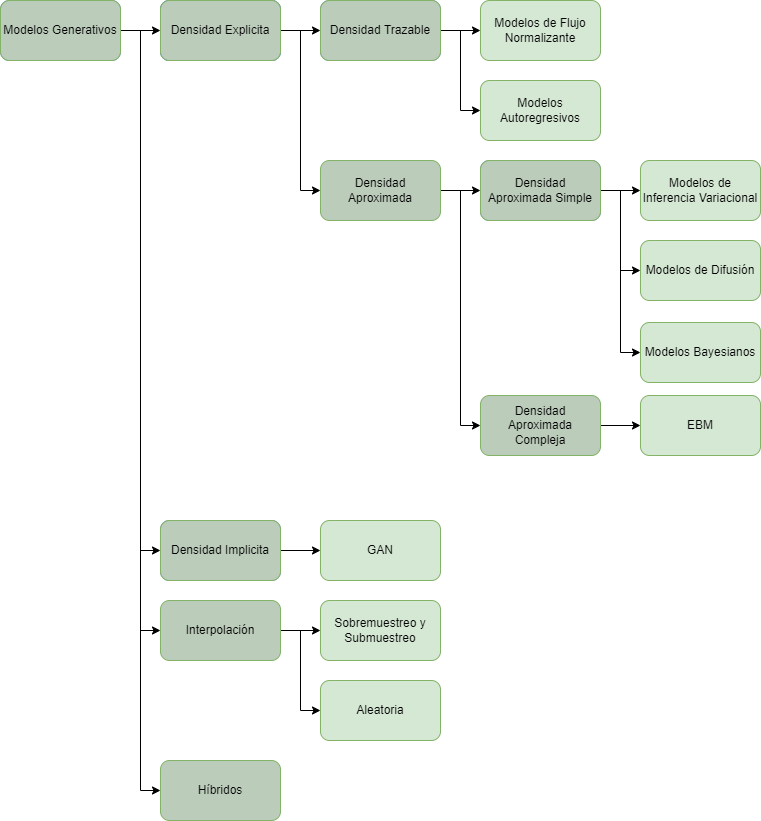 Modelos Generativos
Densidad Explicita
Densidad Trazable
Modelos de Flujo
Normalizante
Modelos
Autoregresivos
Densidad
Aproximada
Densidad
Aproximada Simple
Modelos de
Inferencia Variacional
Modelos de Difusión
Modelos Bayesianos
Densidad
Aproximada
Compleja
EBM
Densidad Implicita
GAN
Interpolación
Sobremuestreo y
Submuestreo
Aleatoria
Híbridos